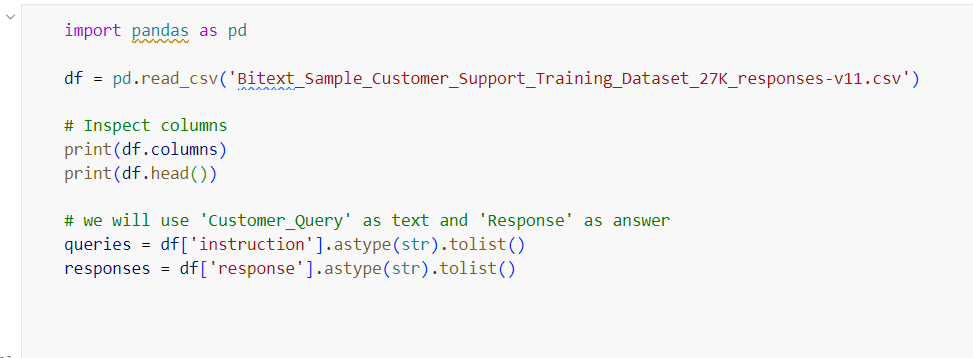 import pandas as pd
df = pd.read_csv('Bitext_Sample_Customer_Support_Training_Dataset_27K_responses-v11.csv')
# Inspect columns
print(df.columns)
print(df.head())
# we will use 'Customer_Query' as text and 'Response' as answer
queries = df['instruction'].astype(str).tolist()
responses = df['response'].astype(str).tolist()